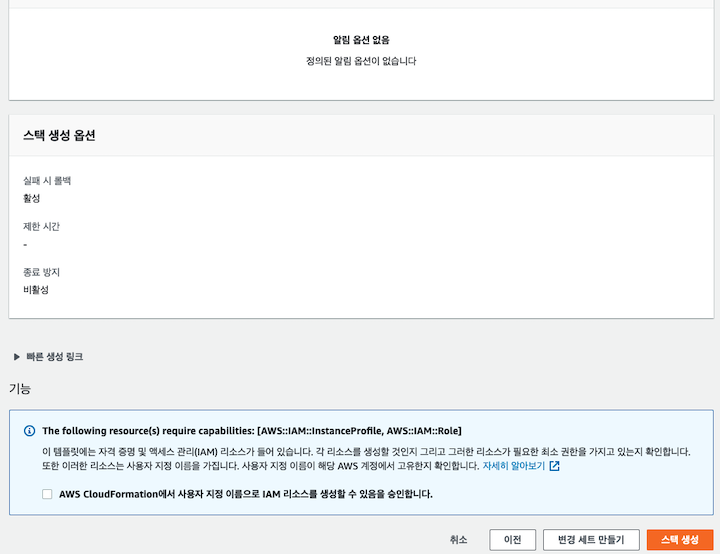 알림 옵션 없음
정의된 알림 옵션이 없습니다
스택 생성 옵션
실패 시 롤백
활성
제한 시간
-
종료 방지
비활성
빠른 생성 링크
기능
The following resource(s) require capabilities: [AWS::IAM::InstanceProfile, AWS::IAM::Role]
이 템플릿에는 자격 증명 및 액세스 관리(IAM) 리소스가 들어 있습니다. 각 리소스를 생성할 것인지 그리고 그러한 리소스가 필요한 최소 권한을 가지고 있는지 확인합니다.
또한 이러한 리소스는 사용자 지정 이름을 가집니다. 사용자 지정 이름이 해당 AWS 계정에서 고유한지 확인합니다. 자세히 알아보기
AWS CloudFormation에서 사용자 지정 이름으로 IAM 리소스를 생성할 수 있음을 승인합니다.
취소 이전 변경 세트 만들기 스택 생성